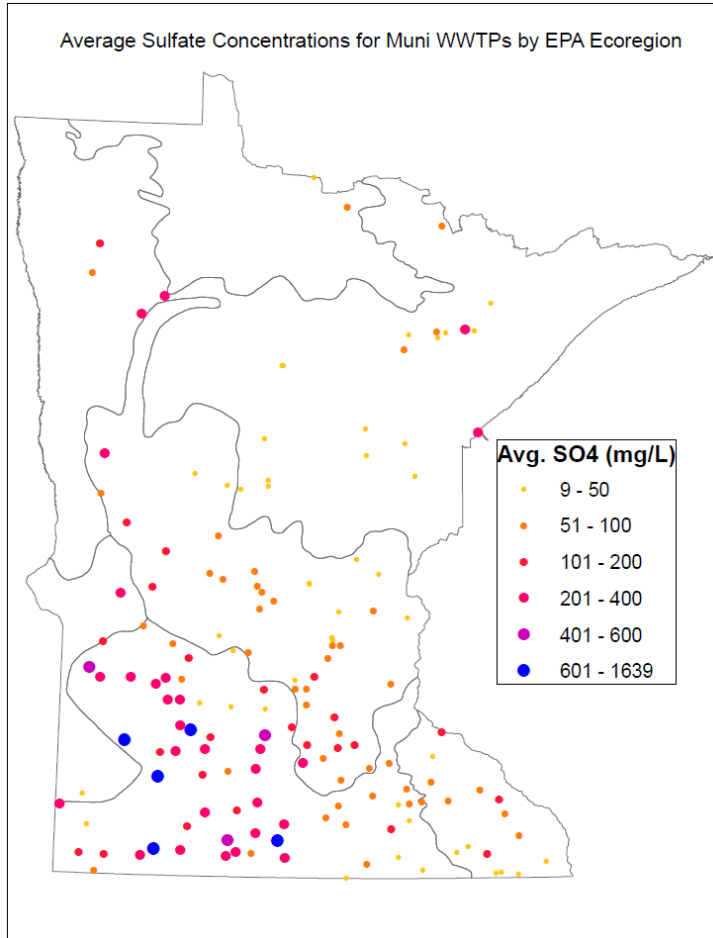 Average Sulfate Concentrations for Muni WWTPs by EPA Ecoregion
Avg. SO4 (mg/L)
9 - 50
51 - 100
101 - 200
201 - 400
401 - 600
601 - 1639